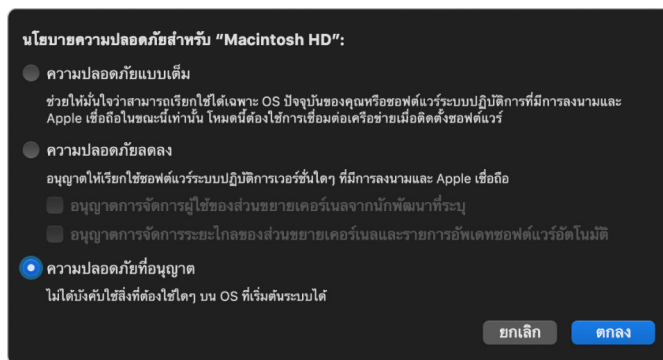 นโยบายความปลอดภัยสำหรับ “Macintosh HD”:
ความปลอดภัยแบบเต็ม
ช่วยให้มั่นใจว่าสามารถเรียกใช้ได้เฉพาะ OS ปัจจุบันของคุณหรือซอฟต์แวร์ระบบปฏิบัติการที่มีการลงนามและ
Apple เชื่อถือในขณะนี้เท่านั้น โหมดนี้ต้องใช้การเชื่อมต่อเครือข่ายเมื่อติดตั้งซอฟต์แวร์
ความปลอดภัยลดลง
อนุญาตให้เรียกใช้ซอฟต์แวร์ระบบปฏิบัติการเวอร์ชั่นใดๆ ที่มีการลงนามและ Apple เชื่อถือ
อนุญาตการจัดการผู้ใช้ของส่วนขยายเคอร์เนลจากนักพัฒนาที่ระบุ
อนุญาตการจัดการระยะไกลของส่วนขยายเคอร์เนลและรายการอัพเดทซอฟต์แวร์อัตโนมัติ
ความปลอดภัยที่อนุญาต
ไม่ได้บังคับใช้สิ่งที่ต้องใช้ใดๆ บน OS ที่เริ่มต้นระบบได้
ยกเลิก
ตกลง